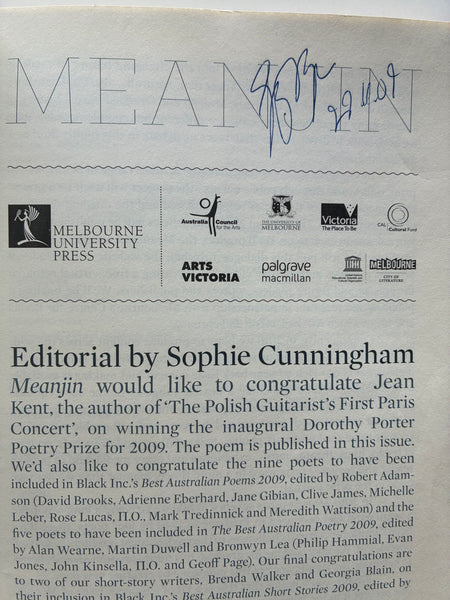 MEANJIN
MELBOURNE
UNIVERSITY
PRESS
Australia Council
for the Arts
THE UNIVERSITY OF
MELBOURNE
Victoria
The Place To Be
CAL
Cultural Fund
ARTS
VICTORIA
palgrave
macmillan
MELBOURNE
CITY OF
LITERATURE
Editorial by Sophie Cunningham
Meanjin would like to congratulate Jean
Kent, the author of ‘The Polish Guitarist’s First Paris
Concert’, on winning the inaugural Dorothy Porter
Poetry Prize for 2009. The poem is published in this issue.
We’d also like to congratulate the nine poets to have been
included in Black Inc.’s Best Australian Poems 2009, edited by Robert Adam-
son (David Brooks, Adrienne Eberhard, Jane Gibian, Clive James, Michelle
Leber, Rose Lucas, Π.O., Mark Tredinnick and Meredith Wattison) and the
five poets to have been included in The Best Australian Poetry 2009, edited
by Alan Wearne, Martin Duwell and Bronwyn Lea (Philip Hammial, Evan
Jones, John Kinsella, Π.O. and Geoff Page). Our final congratulations are
to two of our short-story writers, Brenda Walker and Georgia Blain, on
their inclusion in Black Inc.’s Best Australian Short Stories 2009, edited by